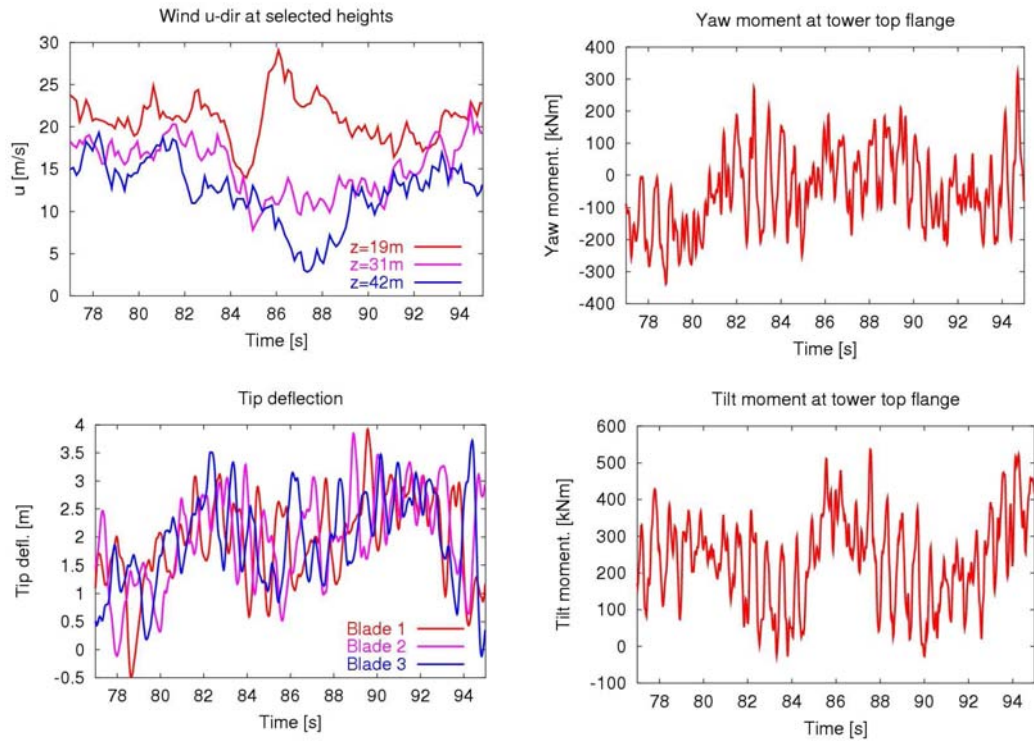 Wind u-dir at selected heights
30
25
20
15
10
5
0
u [m/s]
z=19m
z=31m
z=42m
78 80 82 84 86 88 90 92 94
Time [s]
Yaw moment at tower top flange
400
300
200
100
0
-100
-200
-300
-400
Yaw moment. [kNm]
78 80 82 84 86 88 90 92 94
Time [s]
Tip deflection
4
3.5
3
2.5
2
1.5
1
0.5
0
-0.5
Tip defl. [m]
Blade 1
Blade 2
Blade 3
78 80 82 84 86 88 90 92 94
Time [s]
Tilt moment at tower top flange
600
500
400
300
200
100
0
-100
Tilt moment. [kNm]
78 80 82 84 86 88 90 92 94
Time [s]